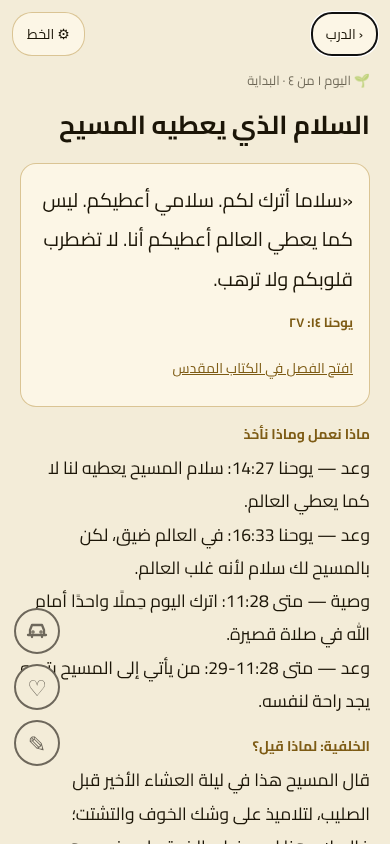 ‹ الدرب
⚙ الخط
🌱 اليوم ١ من ٤ · البداية
السلام الذي يعطيه المسيح
«سلاما أترك لكم. سلامي أعطيكم. ليس
كما يعطي العالم أعطيكم أنا. لا تضطرب
قلوبكم ولا ترهب.
يوحنا ١٤: ٢٧
افتح الفصل في الكتاب المقدس
ماذا نعمل وماذا نأخذ
وعد — يوحنا 14:27: سلام المسيح يعطيه لنا لا
كما يعطي العالم.
وعد — يوحنا 16:33: في العالم ضيق، لكن
بالمسيح لك سلام لأنه غلب العالم.
وصية — متى 11:28: اترك اليوم حملًا واحدًا أمام
الله في صلاة قصيرة.
وعد — متى 11:28-29: من يأتي إلى المسيح
يجد راحة لنفسه.
الخلفية: لماذا قيل؟
قال المسيح هذا في ليلة العشاء الأخير قبل
الصليب، لتلاميذ على وشك الخوف والتشتت؛